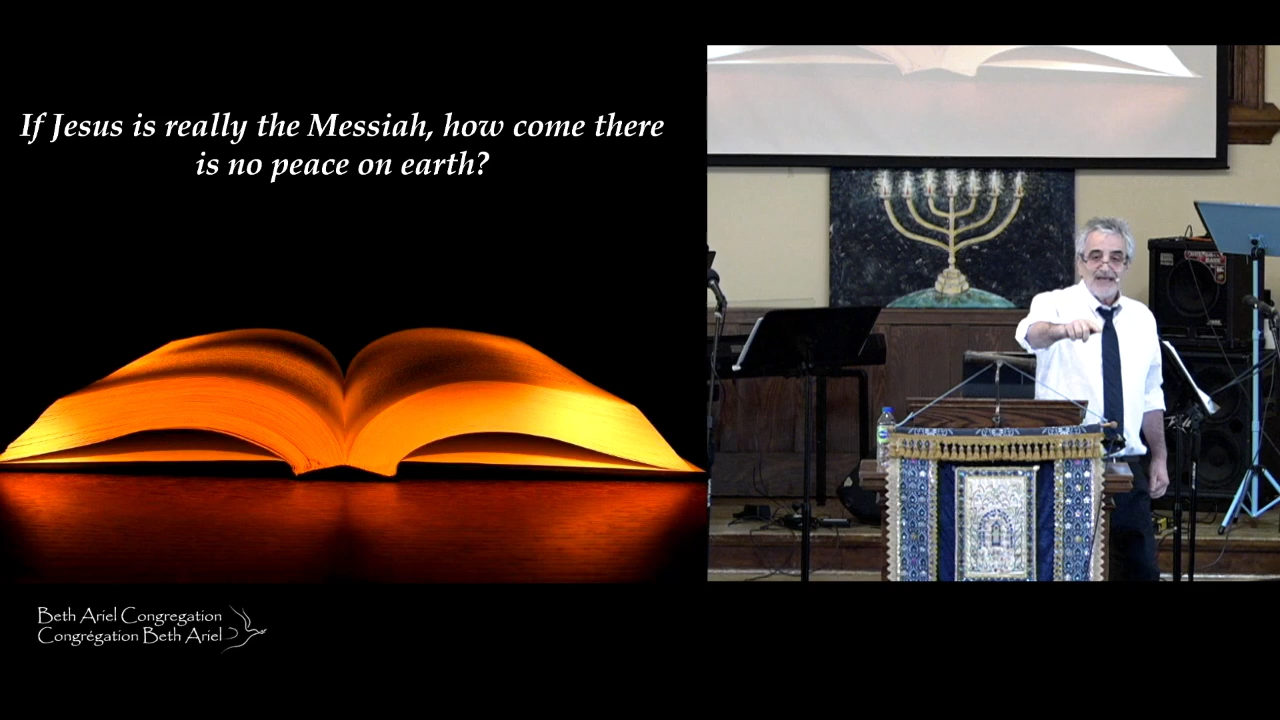 If Jesus is really the Messiah, how come there
is no peace on earth?
Beth Ariel Congregation
Congrégation Beth Ariel